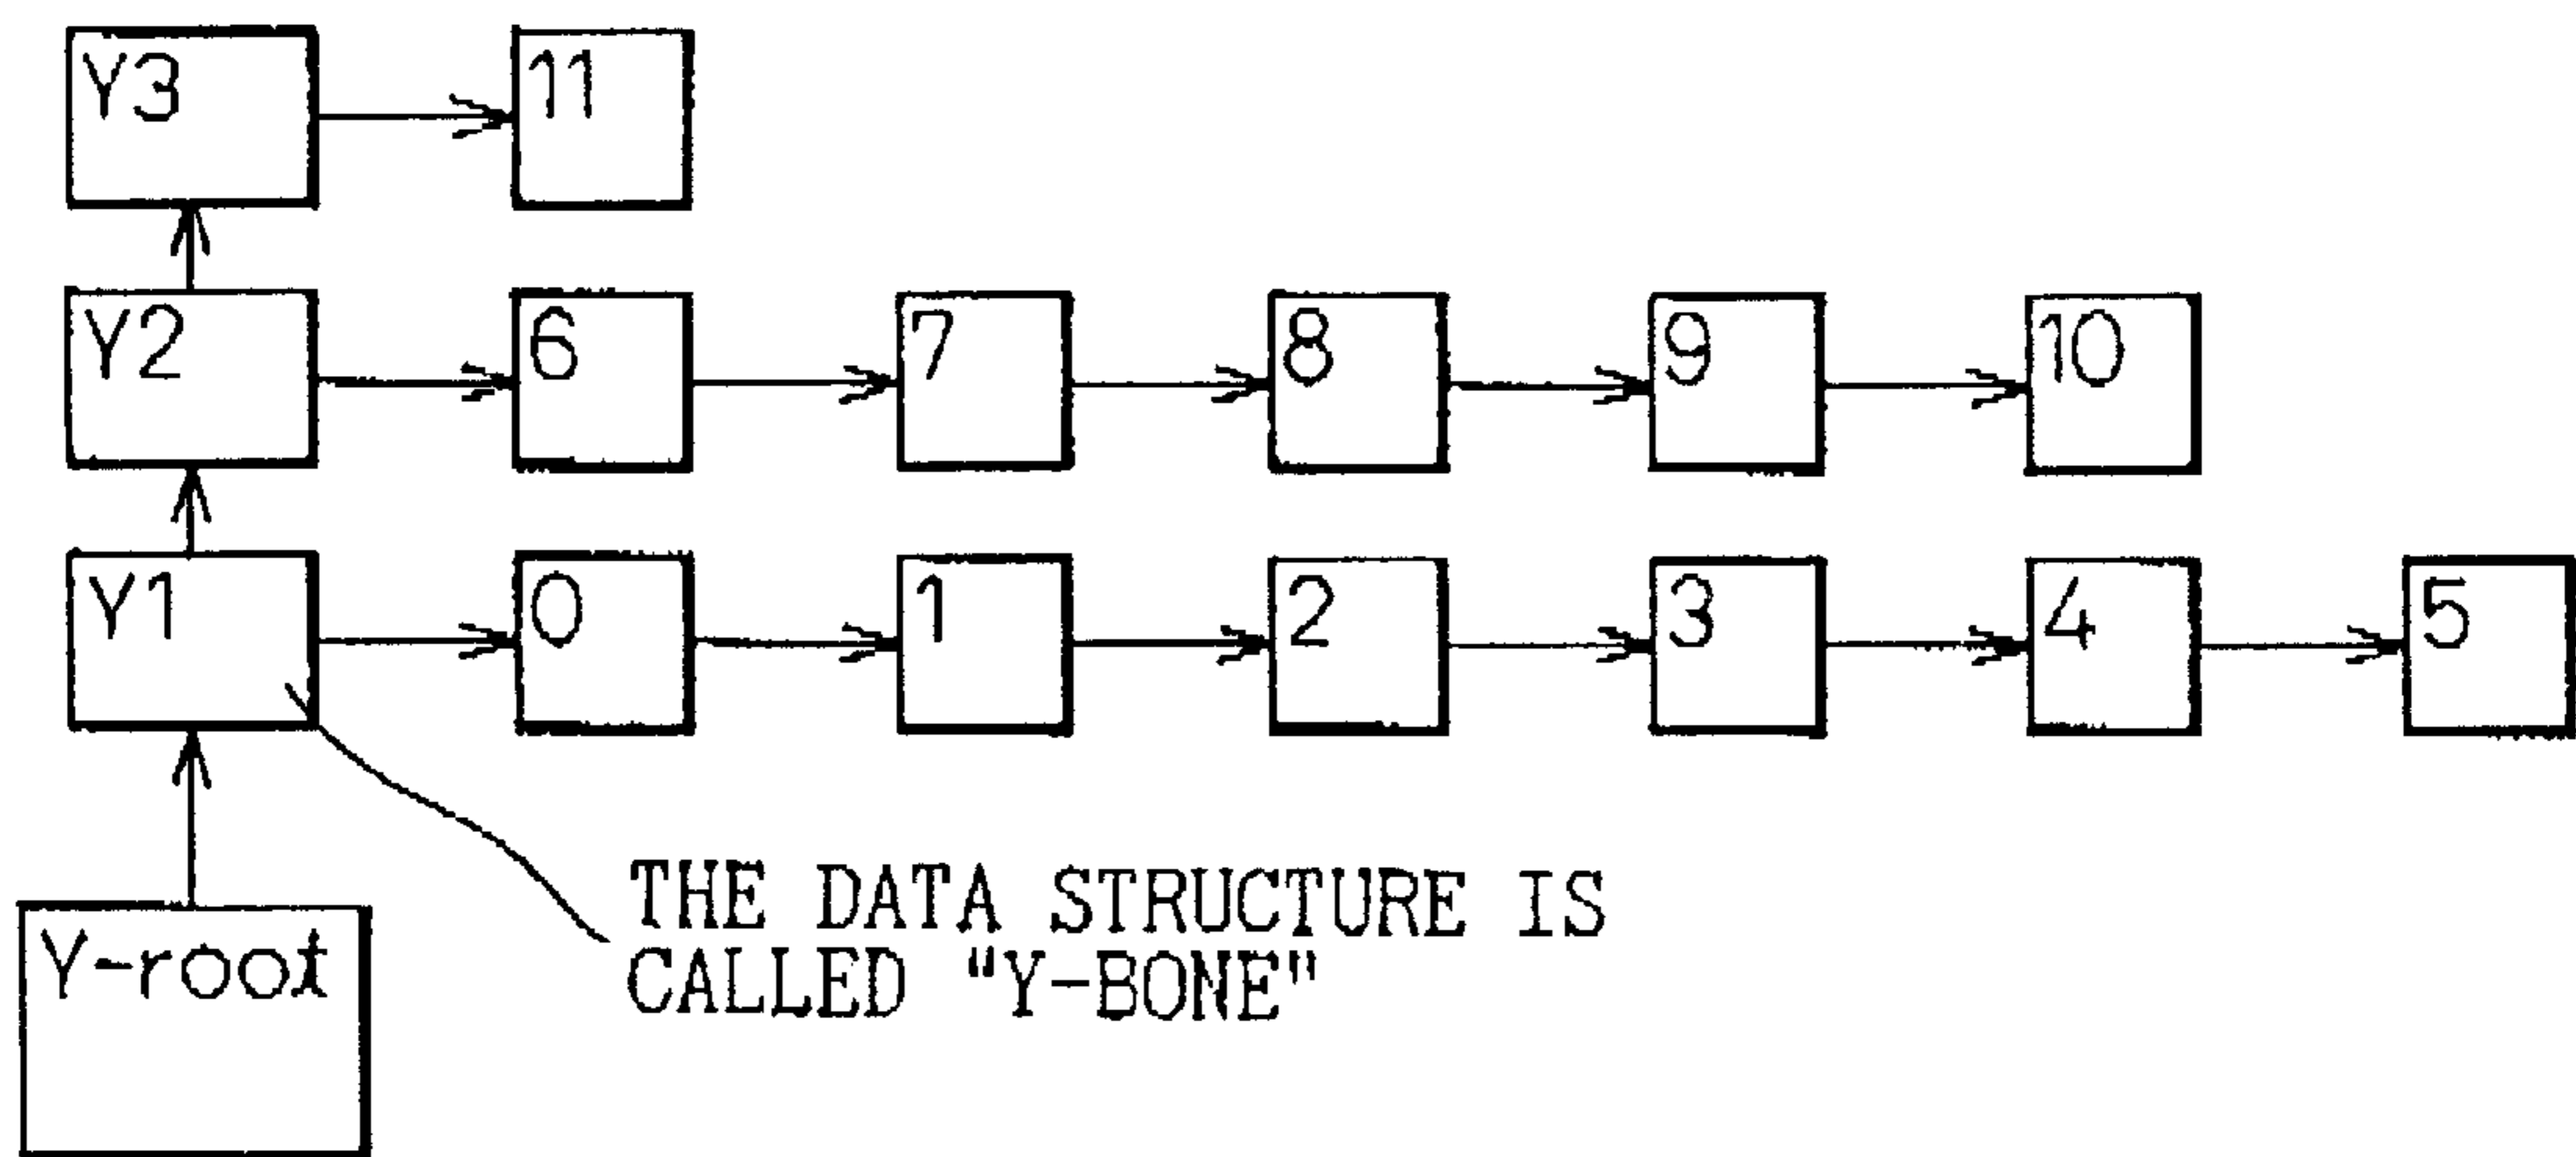 Y3 11
Y2 6 7 8 9 10
Y1 0 1 2 3 4 5
Y-root
THE DATA STRUCTURE IS
CALLED "Y-BONE"